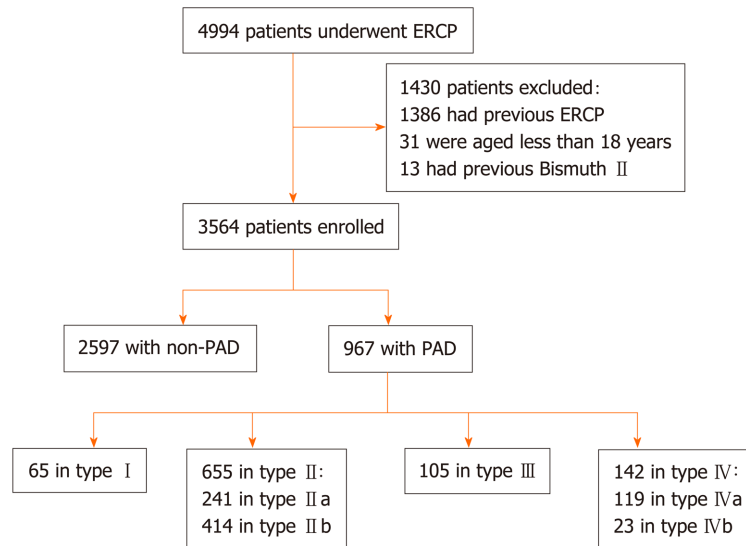 4994 patients underwent ERCP
1430 patients excluded:
1386 had previous ERCP
31 were aged less than 18 years
13 had previous Bismuth Ⅱ
3564 patients enrolled
2597 with non-PAD
967 with PAD
65 in type Ⅰ
655 in type Ⅱ:
241 in type Ⅱa
414 in type Ⅱb
105 in type Ⅲ
142 in type Ⅳ:
119 in type Ⅳa
23 in type Ⅳb